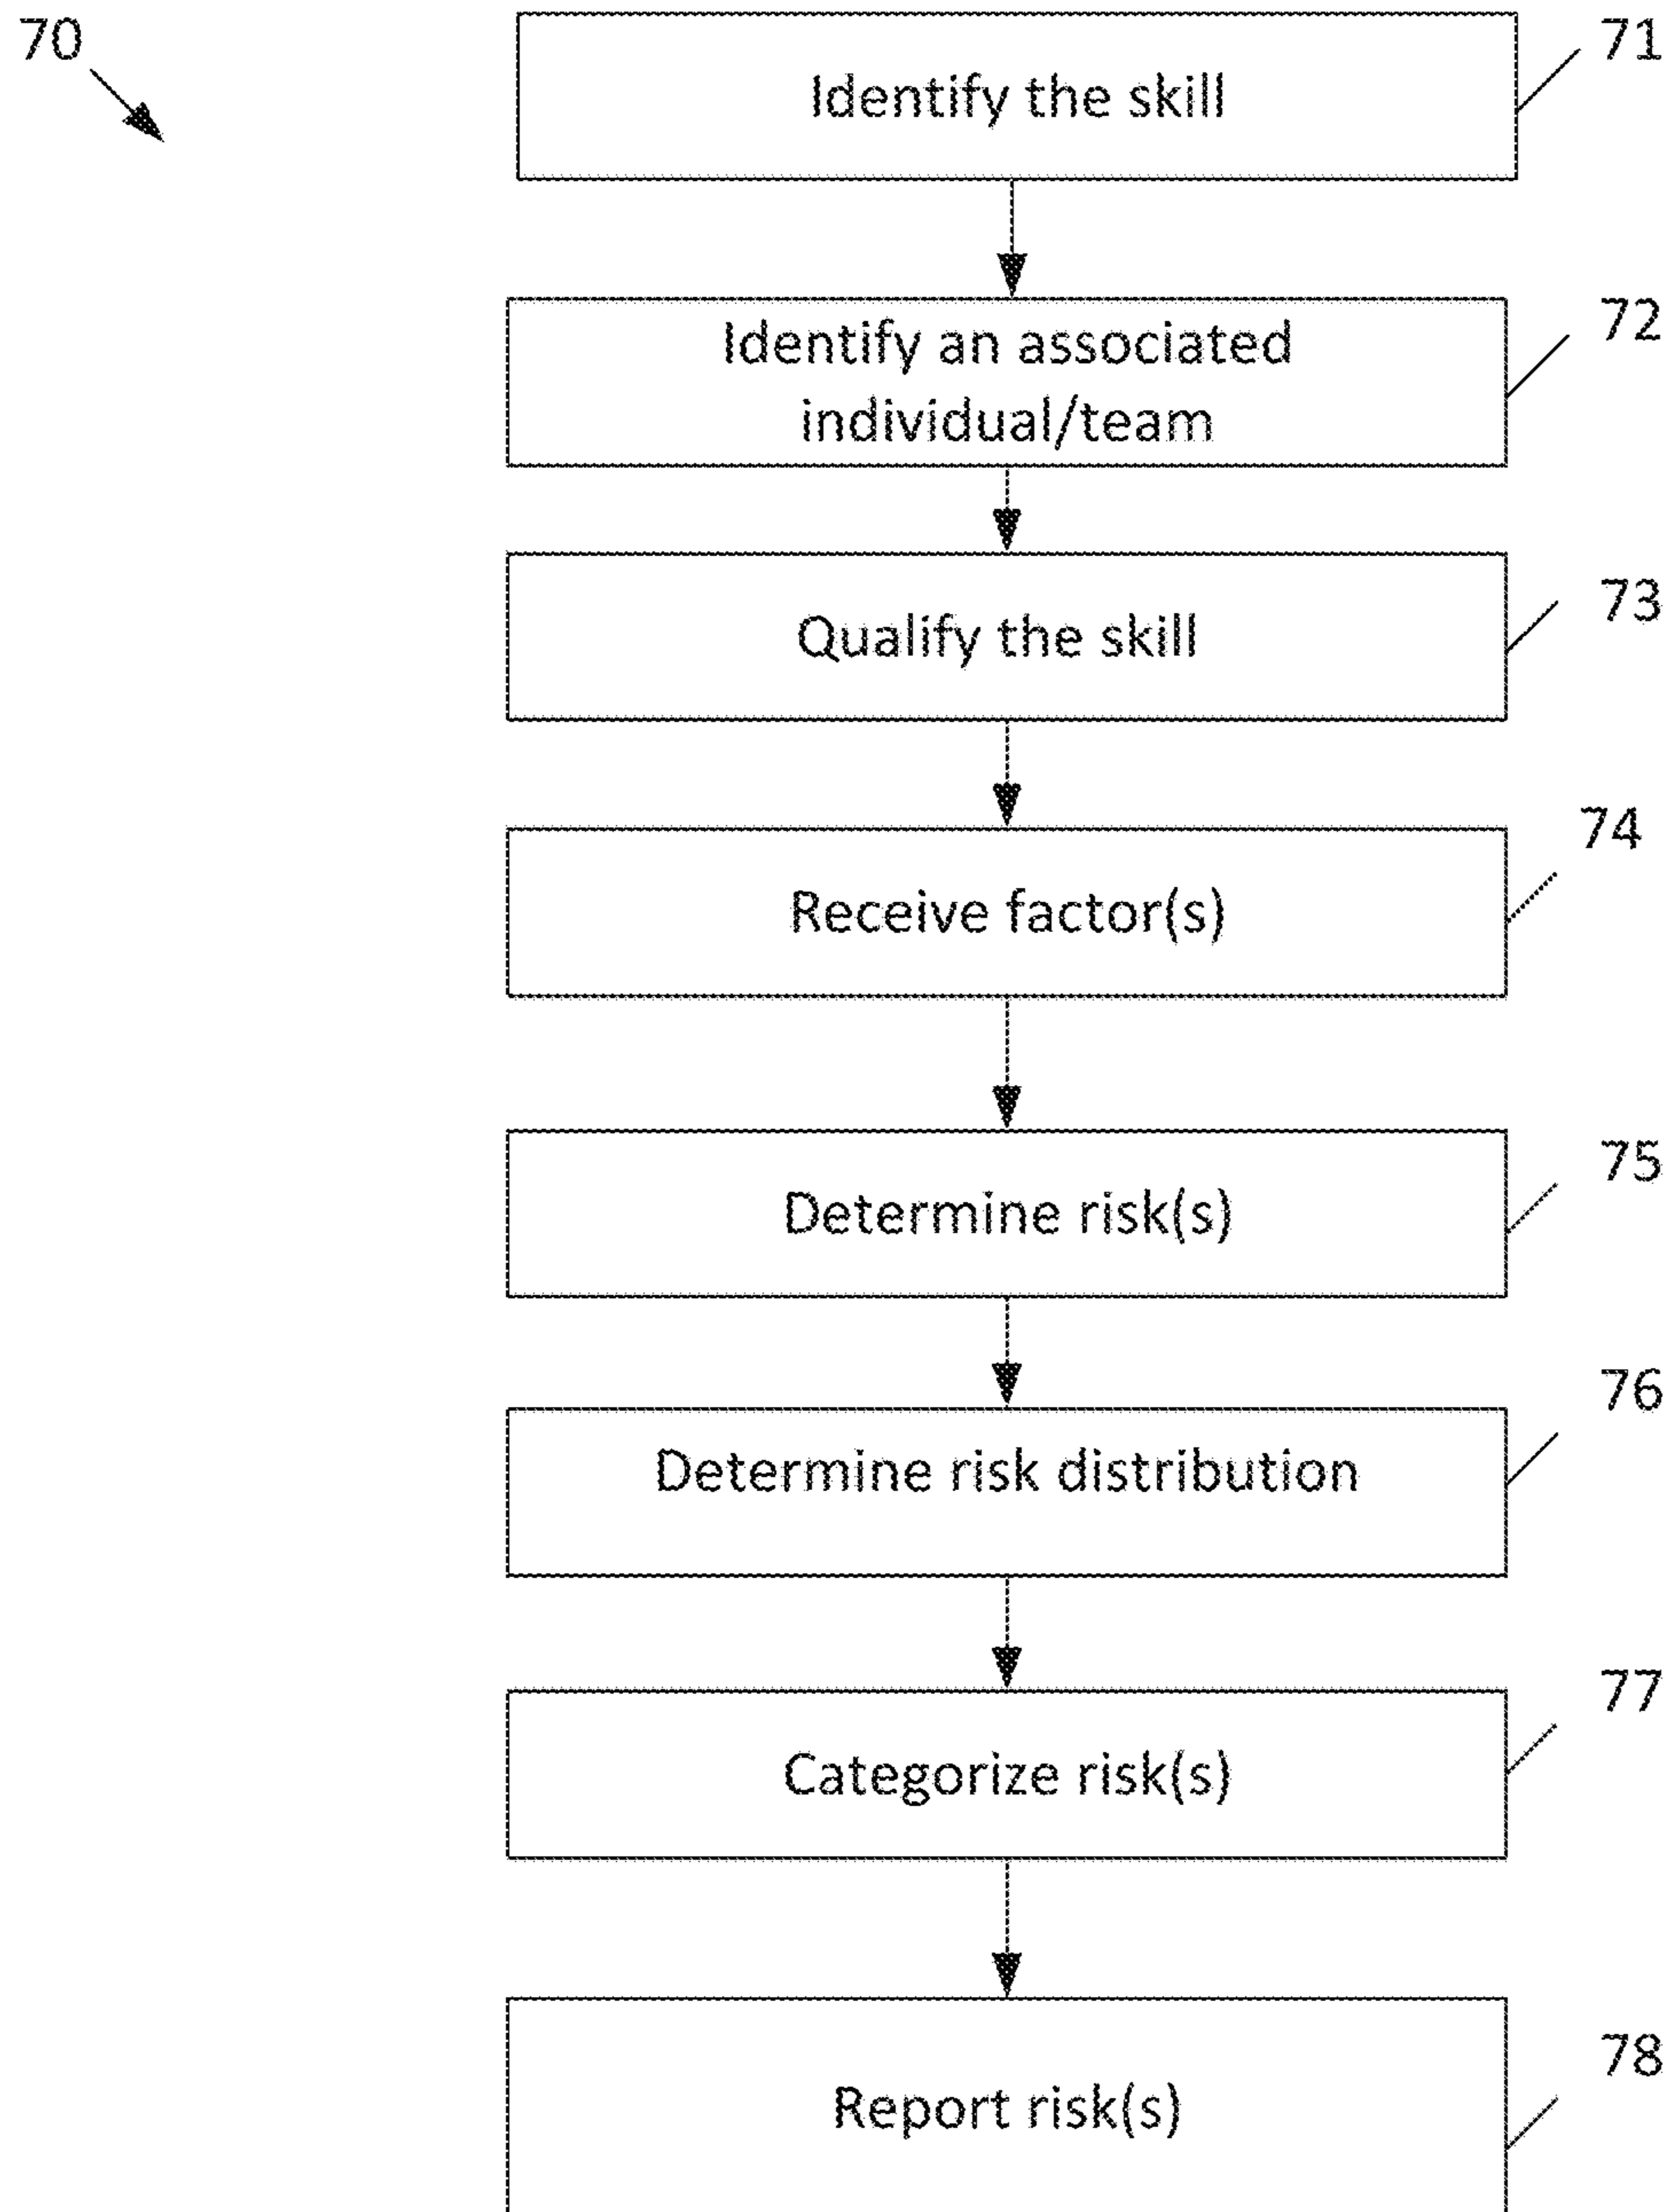 70
71
Identify the skill
72
Identify an associated
individual/team
73
Qualify the skill
74
Receive factor(s)
75
Determine risk(s)
76
Determine risk distribution
77
Categorize risk(s)
78
Report risk(s)